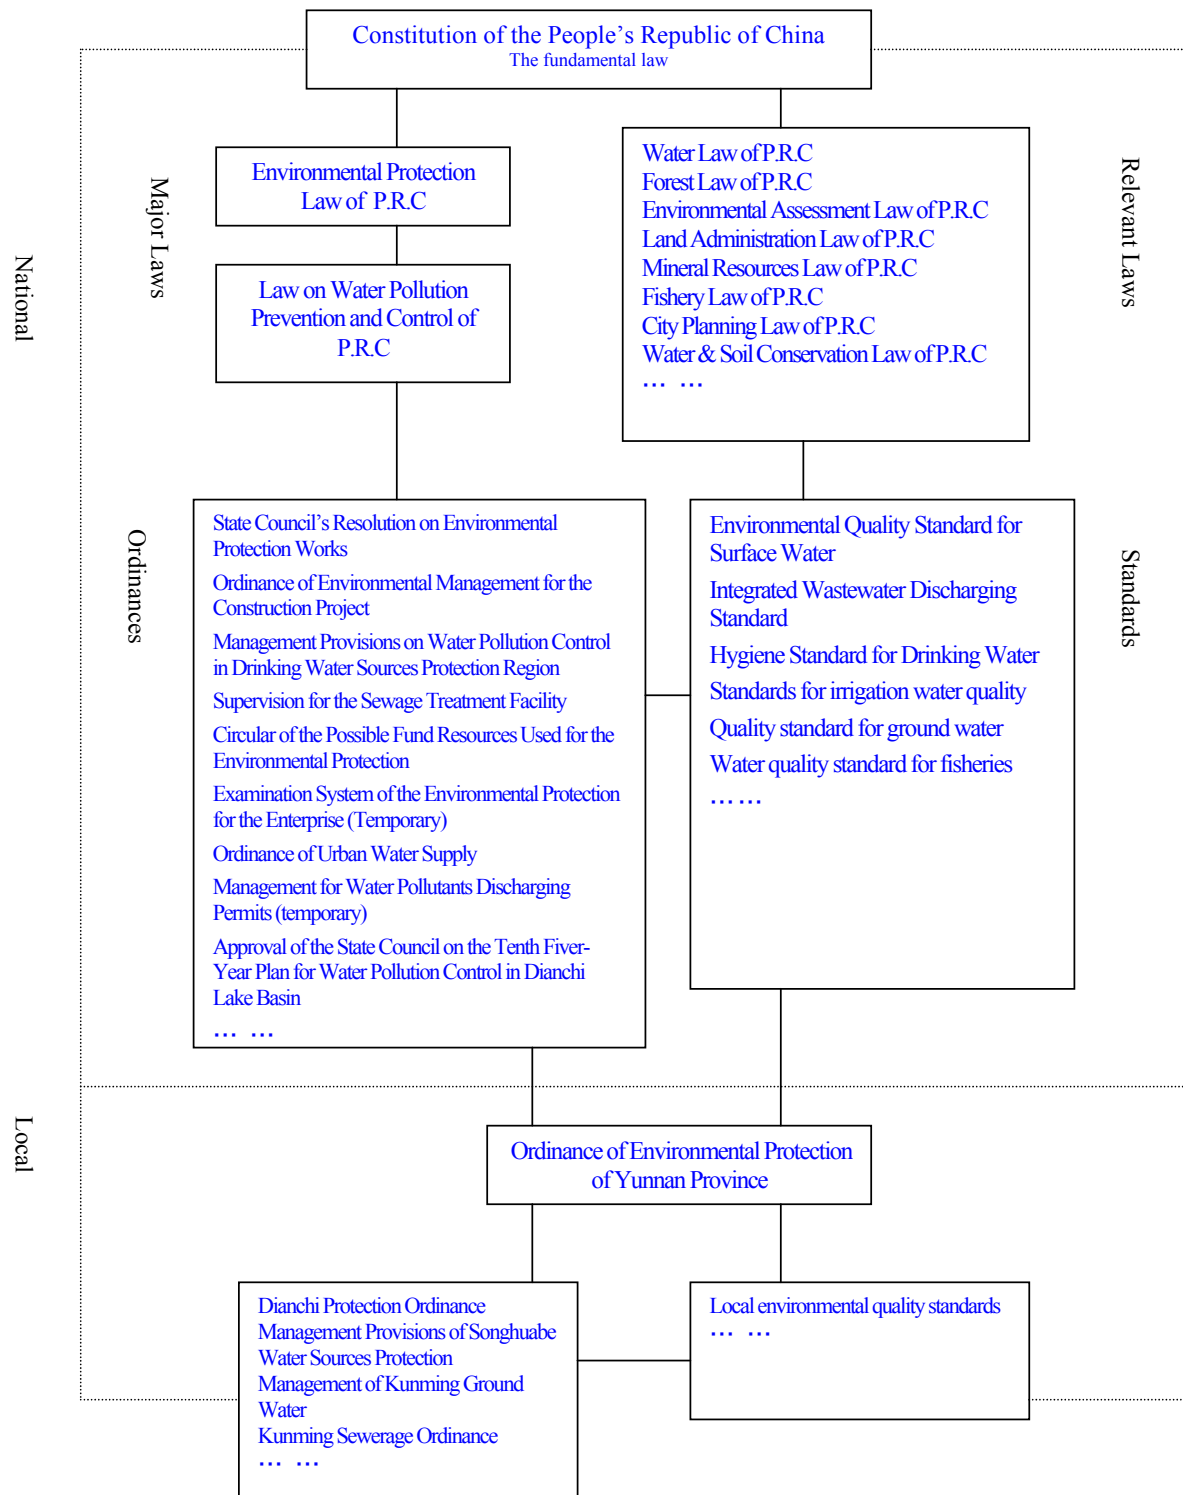 Constitution of the People's Republic of China
The fundamental law
National
Major Laws
Environmental Protection
Law of P.R.C
Law on Water Pollution
Prevention and Control of
P.R.C
Water Law of P.R.C
Forest Law of P.R.C
Environmental Assessment Law of P.R.C
Land Administration Law of P.R.C
Mineral Resources Law of P.R.C
Fishery Law of P.R.C
City Planning Law of P.R.C
Water & Soil Conservation Law of P.R.C
… …
Relevant Laws
Ordinances
State Council's Resolution on Environmental
Protection Works
Ordinance of Environmental Management for the
Construction Project
Management Provisions on Water Pollution Control
in Drinking Water Sources Protection Region
Supervision for the Sewage Treatment Facility
Circular of the Possible Fund Resources Used for the
Environmental Protection
Examination System of the Environmental Protection
for the Enterprise (Temporary)
Ordinance of Urban Water Supply
Management for Water Pollutants Discharging
Permits (temporary)
Approval of the State Council on the Tenth Fiver-
Year Plan for Water Pollution Control in Dianchi
Lake Basin
… …
Environmental Quality Standard for
Surface Water
Integrated Wastewater Discharging
Standard
Hygiene Standard for Drinking Water
Standards for irrigation water quality
Quality standard for ground water
Water quality standard for fisheries
… …
Standards
Local
Ordinance of Environmental Protection
of Yunnan Province
Dianchi Protection Ordinance
Management Provisions of Songhuabe
Water Sources Protection
Management of Kunming Ground
Water
Kunming Sewerage Ordinance
… …
Local environmental quality standards
… …